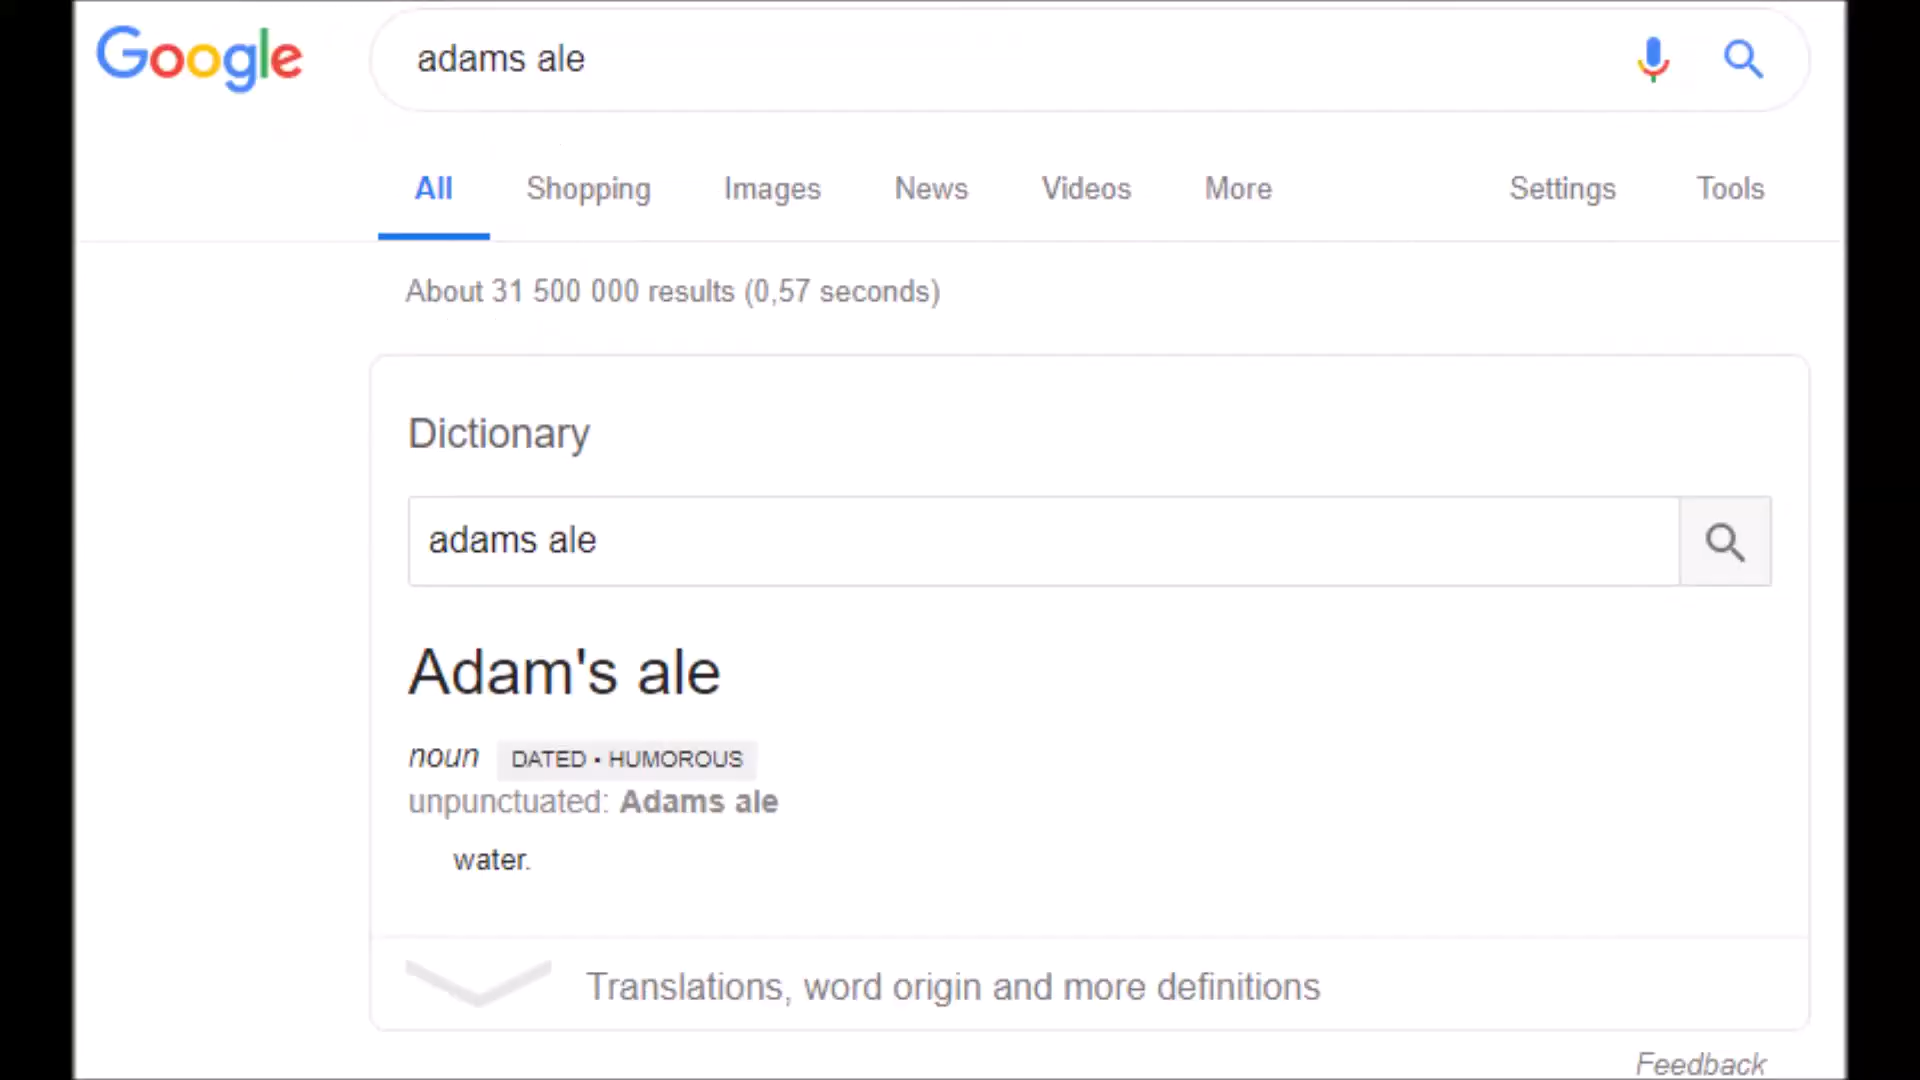 Google adams ale
All Shopping Images News Videos More Settings Tools
About 31 500 000 results (0,57 seconds)
Dictionary
adams ale
Adam's ale
noun DATED • HUMOROUS
unpunctuated: Adams ale
water.
Translations, word origin and more definitions
Feedback